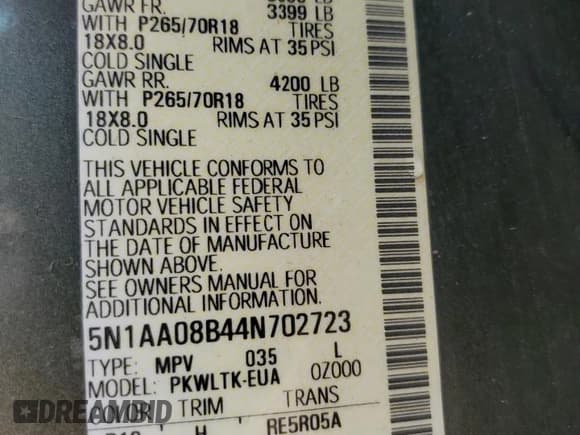 GAWR FR. 3399 LB
WITH P265/70R18 TIRES
18X8.0 RIMS AT 35 PSI
COLD SINGLE
GAWR RR. 4200 LB
WITH P265/70R18 TIRES
18X8.0 RIMS AT 35 PSI
COLD SINGLE
THIS VEHICLE CONFORMS TO
ALL APPLICABLE FEDERAL
MOTOR VEHICLE SAFETY
STANDARDS IN EFFECT ON
THE DATE OF MANUFACTURE
SHOWN ABOVE.
SEE OWNERS MANUAL FOR
ADDITIONAL INFORMATION.
5N1AA08B44N702723
TYPE: MPV 035 L
MODEL: PKWLTK-EUA 0Z000
COLOR TRIM TRANS
H RE5R05A
DREAMBID